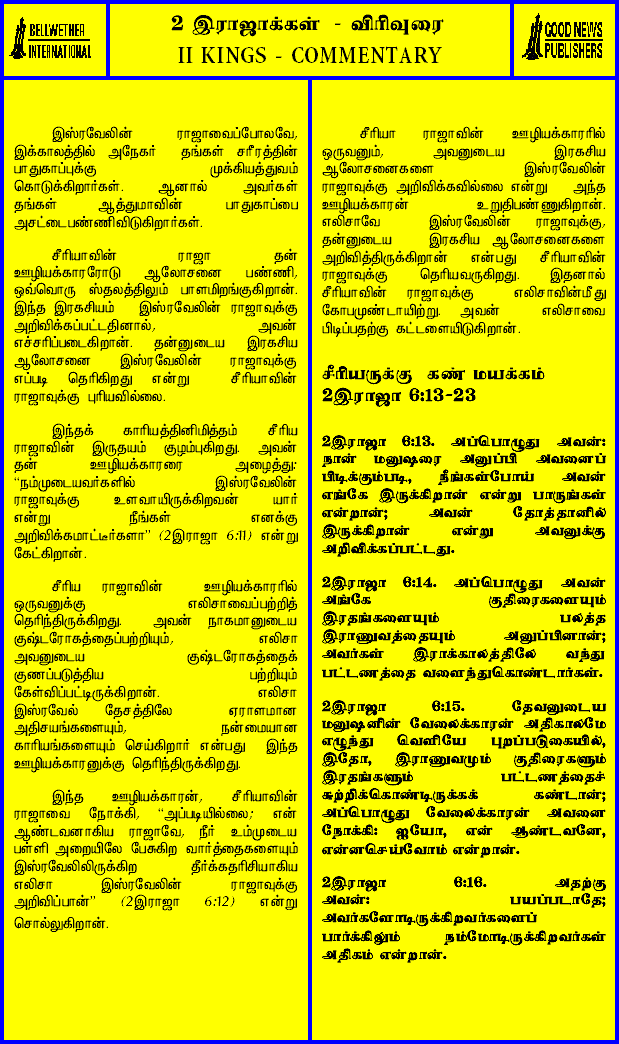 BELLWETHER
INTERNATIONAL
2 இராஜாக்கள் - விரிவுரை
II KINGS - COMMENTARY
GOOD NEWS
PUBLISHERS
இஸ்ரவேலின் ராஜாவைப்போலவே,
இக்காலத்தில் அநேகர் தங்கள் சரீரத்தின்
பாதுகாப்புக்கு முக்கியத்துவம்
கொடுக்கிறார்கள். ஆனால் அவர்கள்
தங்கள் ஆத்துமாவின் பாதுகாப்பை
அசட்டைபண்ணிவிடுகிறார்கள்.
சீரியாவின் ராஜா தன்
ஊழியக்காரரோடு ஆலோசனை பண்ணி,
ஒவ்வொரு ஸ்தலத்திலும் பாளமிறங்குகிறான்.
இந்த இரகசியம் இஸ்ரவேலின் ராஜாவுக்கு
அறிவிக்கப்பட்டதினால், அவன்
எச்சரிப்படைகிறான். தன்னுடைய இரகசிய
ஆலோசனை இஸ்ரவேலின் ராஜாவுக்கு
எப்படி தெரிகிறது என்று சீரியாவின்
ராஜாவுக்கு புரியவில்லை.
இந்தக் காரியத்தினிமித்தம் சீரிய
ராஜாவின் இருதயம் குழம்புகிறது. அவன்
தன் ஊழியக்காரரை அழைத்து:
“நம்முடையவர்களில் இஸ்ரவேலின்
ராஜாவுக்கு உளவாயிருக்கிறவன் யார்
என்று நீங்கள் எனக்கு
அறிவிக்கமாட்டீர்களா” (2இராஜா 6:11) என்று
கேட்கிறான்.
சீரிய ராஜாவின் ஊழியக்காரரில்
ஒருவனுக்கு எலிசாவைப்பற்றித்
தெரிந்திருக்கிறது. அவன் நாகமானுடைய
குஷ்டரோகத்தைப்பற்றியும், எலிசா
அவனுடைய குஷ்டரோகத்தைக்
குணப்படுத்திய பற்றியும்
கேள்விப்பட்டிருக்கிறான். எலிசா
இஸ்ரவேல் தேசத்திலே ஏராளமான
அதிசயங்களையும், நன்மையான
காரியங்களையும் செய்கிறார் என்பது இந்த
ஊழியக்காரனுக்கு தெரிந்திருக்கிறது.
இந்த ஊழியக்காரன், சீரியாவின்
ராஜாவை நோக்கி, “அப்படியில்லை; என்
ஆண்டவனாகிய ராஜாவே, நீர் உம்முடைய
பள்ளி அறையிலே பேசுகிற வார்த்தைகளையும்
இஸ்ரவேலிலிருக்கிற தீர்க்கதரிசியாகிய
எலிசா இஸ்ரவேலின் ராஜாவுக்கு
அறிவிப்பான்” (2இராஜா 6:12) என்று
சொல்லுகிறான்.
சீரியா ராஜாவின் ஊழியக்காரரில்
ஒருவனும், அவனுடைய இரகசிய
ஆலோசனைகளை இஸ்ரவேலின்
ராஜாவுக்கு அறிவிக்கவில்லை என்று அந்த
ஊழியக்காரன் உறுதிபண்ணுகிறான்.
எலிசாவே இஸ்ரவேலின் ராஜாவுக்கு,
தன்னுடைய இரகசிய ஆலோசனைகளை
அறிவித்திருக்கிறான் என்பது சீரியாவின்
ராஜாவுக்கு தெரியவருகிறது. இதனால்
சீரியாவின் ராஜாவுக்கு எலிசாவின்மீது
கோபமுண்டாயிற்று. அவன் எலிசாவை
பிடிப்பதற்கு கட்டளையிடுகிறான்.
சீரியருக்கு கண் மயக்கம்
2இராஜா 6:13-23
2இராஜா 6:13. அப்பொழுது அவன்:
நான் மனுஷரை அனுப்பி அவனைப்
பிடிக்கும்படி, நீங்கள்போய் அவன்
எங்கே இருக்கிறான் என்று பாருங்கள்
என்றான்; அவன் தோத்தானில்
இருக்கிறான் என்று அவனுக்கு
அறிவிக்கப்பட்டது.
2இராஜா 6:14. அப்பொழுது அவன்
அங்கே குதிரைகளையும்
இரதங்களையும் பலத்த
இராணுவத்தையும் அனுப்பினான்;
அவர்கள் இராக்காலத்திலே வந்து
பட்டணத்தை வளைந்துகொண்டார்கள்.
2இராஜா 6:15. தேவனுடைய
மனுஷனின் வேலைக்காரன் அதிகாலமே
எழுந்து வெளியே புறப்படுகையில்,
இதோ, இராணுவமும் குதிரைகளும்
இரதங்களும் பட்டணத்தைச்
சுற்றிக்கொண்டிருக்கக் கண்டான்;
அப்பொழுது வேலைக்காரன் அவனை
நோக்கி: ஐயோ, என் ஆண்டவனே,
என்னசெய்வோம் என்றான்.
2இராஜா 6:16. அதற்கு
அவன்: பயப்படாதே;
அவர்களோடிருக்கிறவர்களைப்
பார்க்கிலும் நம்மோடிருக்கிறவர்கள்
அதிகம் என்றான்.